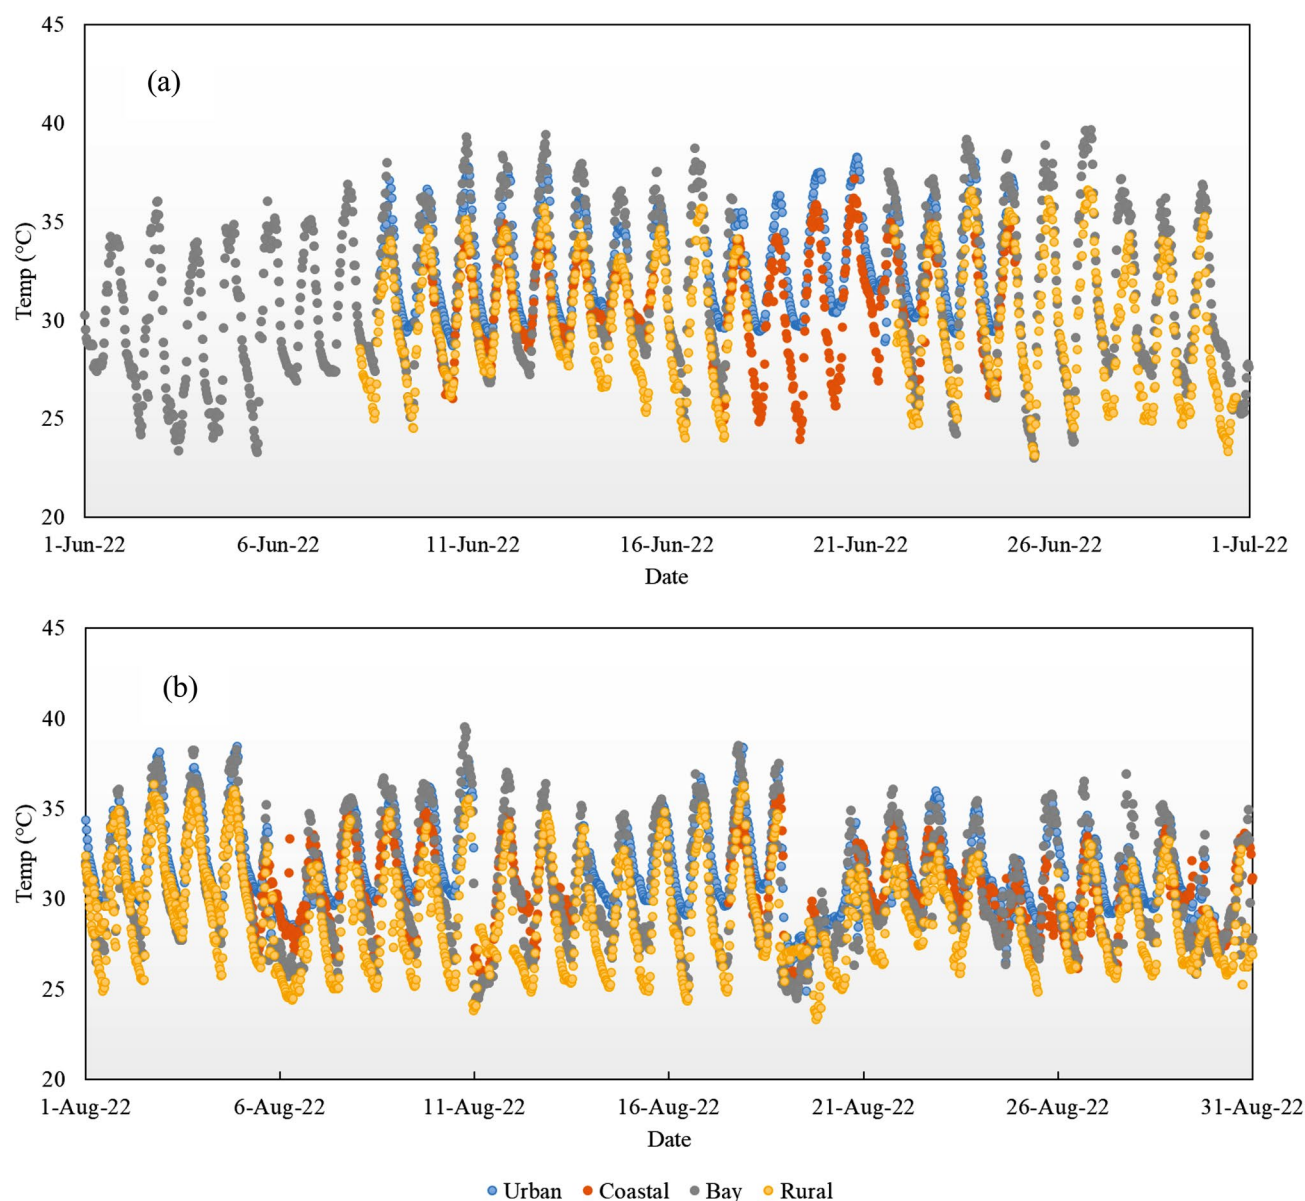 45
(a)
40
35
Temp (°C)
30
25
20
1-Jun-22 6-Jun-22 11-Jun-22 16-Jun-22 21-Jun-22 26-Jun-22 1-Jul-22
Date
45
(b)
40
35
Temp (°C)
30
25
20
1-Aug-22 6-Aug-22 11-Aug-22 16-Aug-22 21-Aug-22 26-Aug-22 31-Aug-22
Date
Urban Coastal Bay Rural